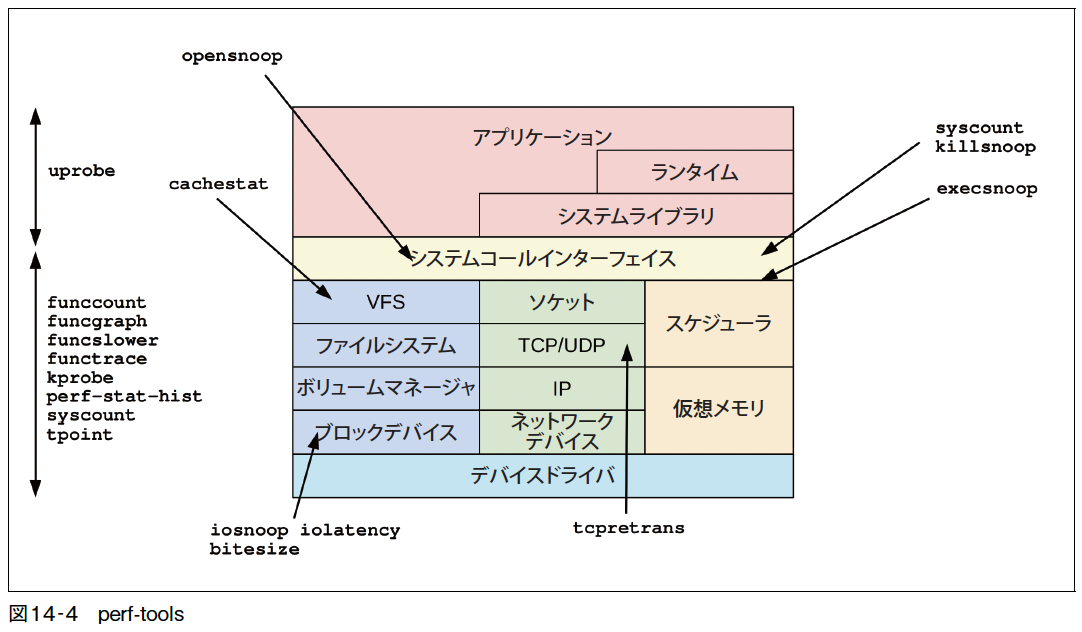 opensnoop
アプリケーション
syscount
killsnoop
uprobe
ランタイム
cachestat
execsnoop
システムライブラリ
システムコールインターフェイス
funccount
funcgraph
funcslower
functrace
kprobe
perf-stat-hist
syscount
tpoint
VFS
ソケット
スケジューラ
ファイルシステム
TCP/UDP
ボリュームマネージャ
IP
仮想メモリ
ブロックデバイス
ネットワーク
デバイス
デバイスドライバ
iosnoop iolatency
bitesize
tcpretrans
図14-4 perf-tools